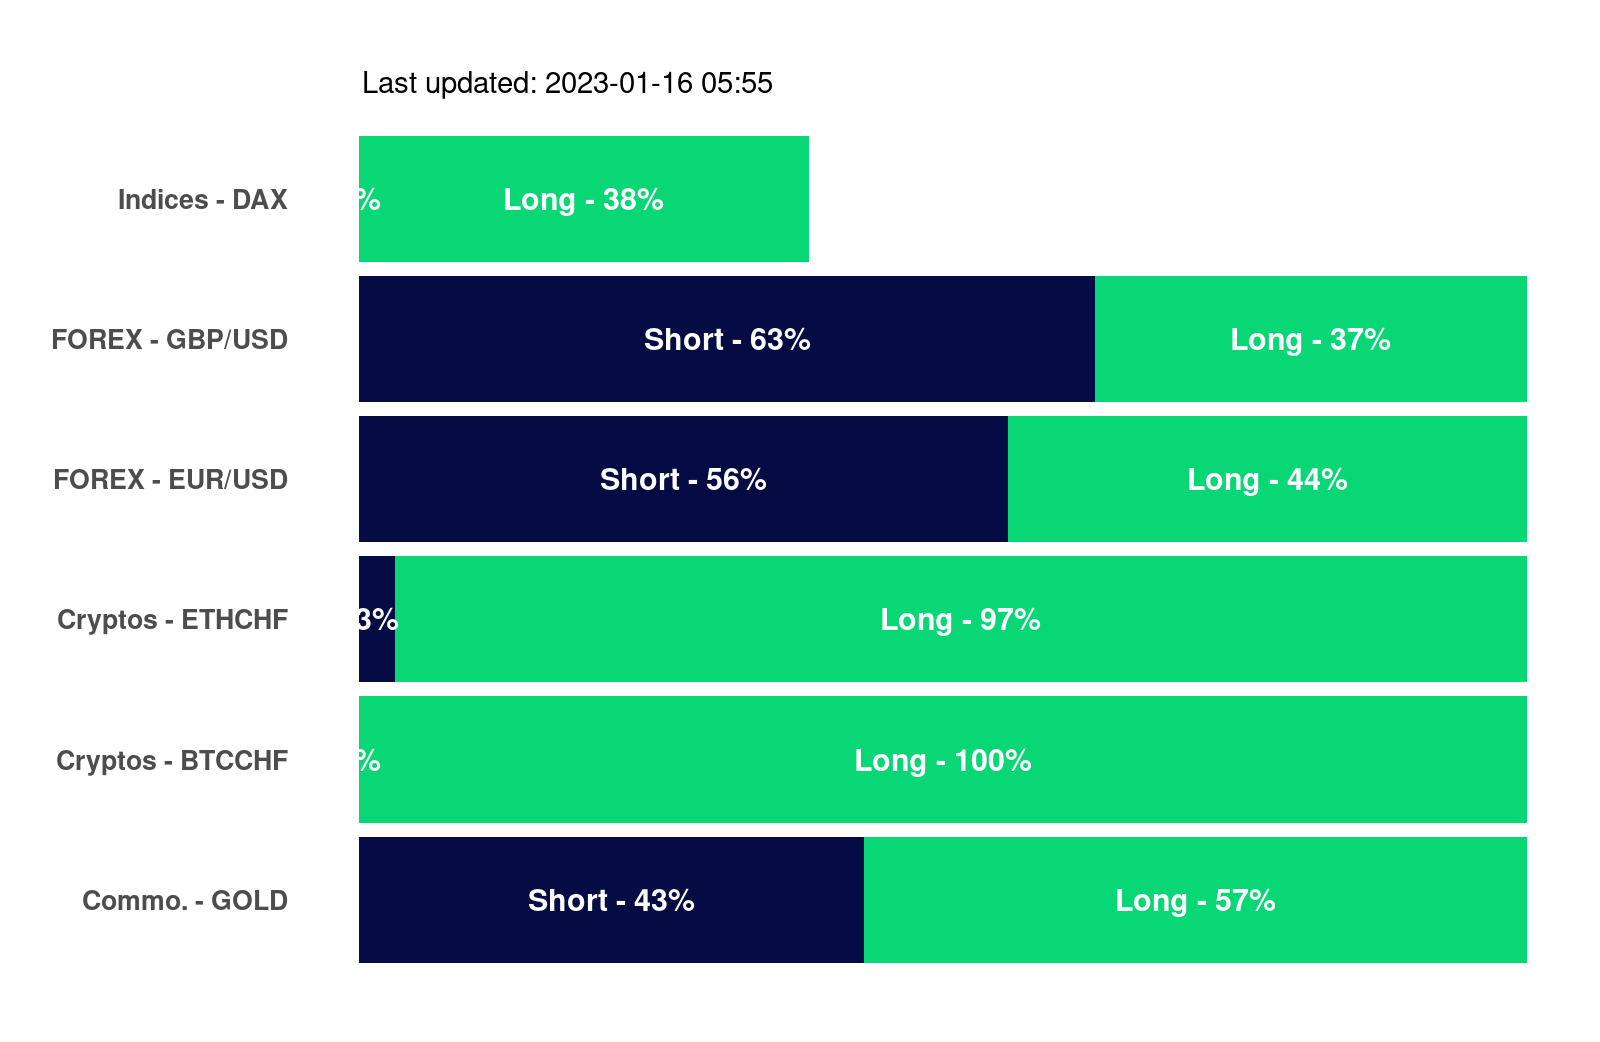 Last updated: 2023-01-16 05:55
Indices - DAX % Long - 38%
FOREX - GBP/USD Short - 63% Long - 37%
FOREX - EUR/USD Short - 56% Long - 44%
Cryptos - ETHCHF 3% Long - 97%
Cryptos - BTCCHF % Long - 100%
Commo. - GOLD Short - 43% Long - 57%